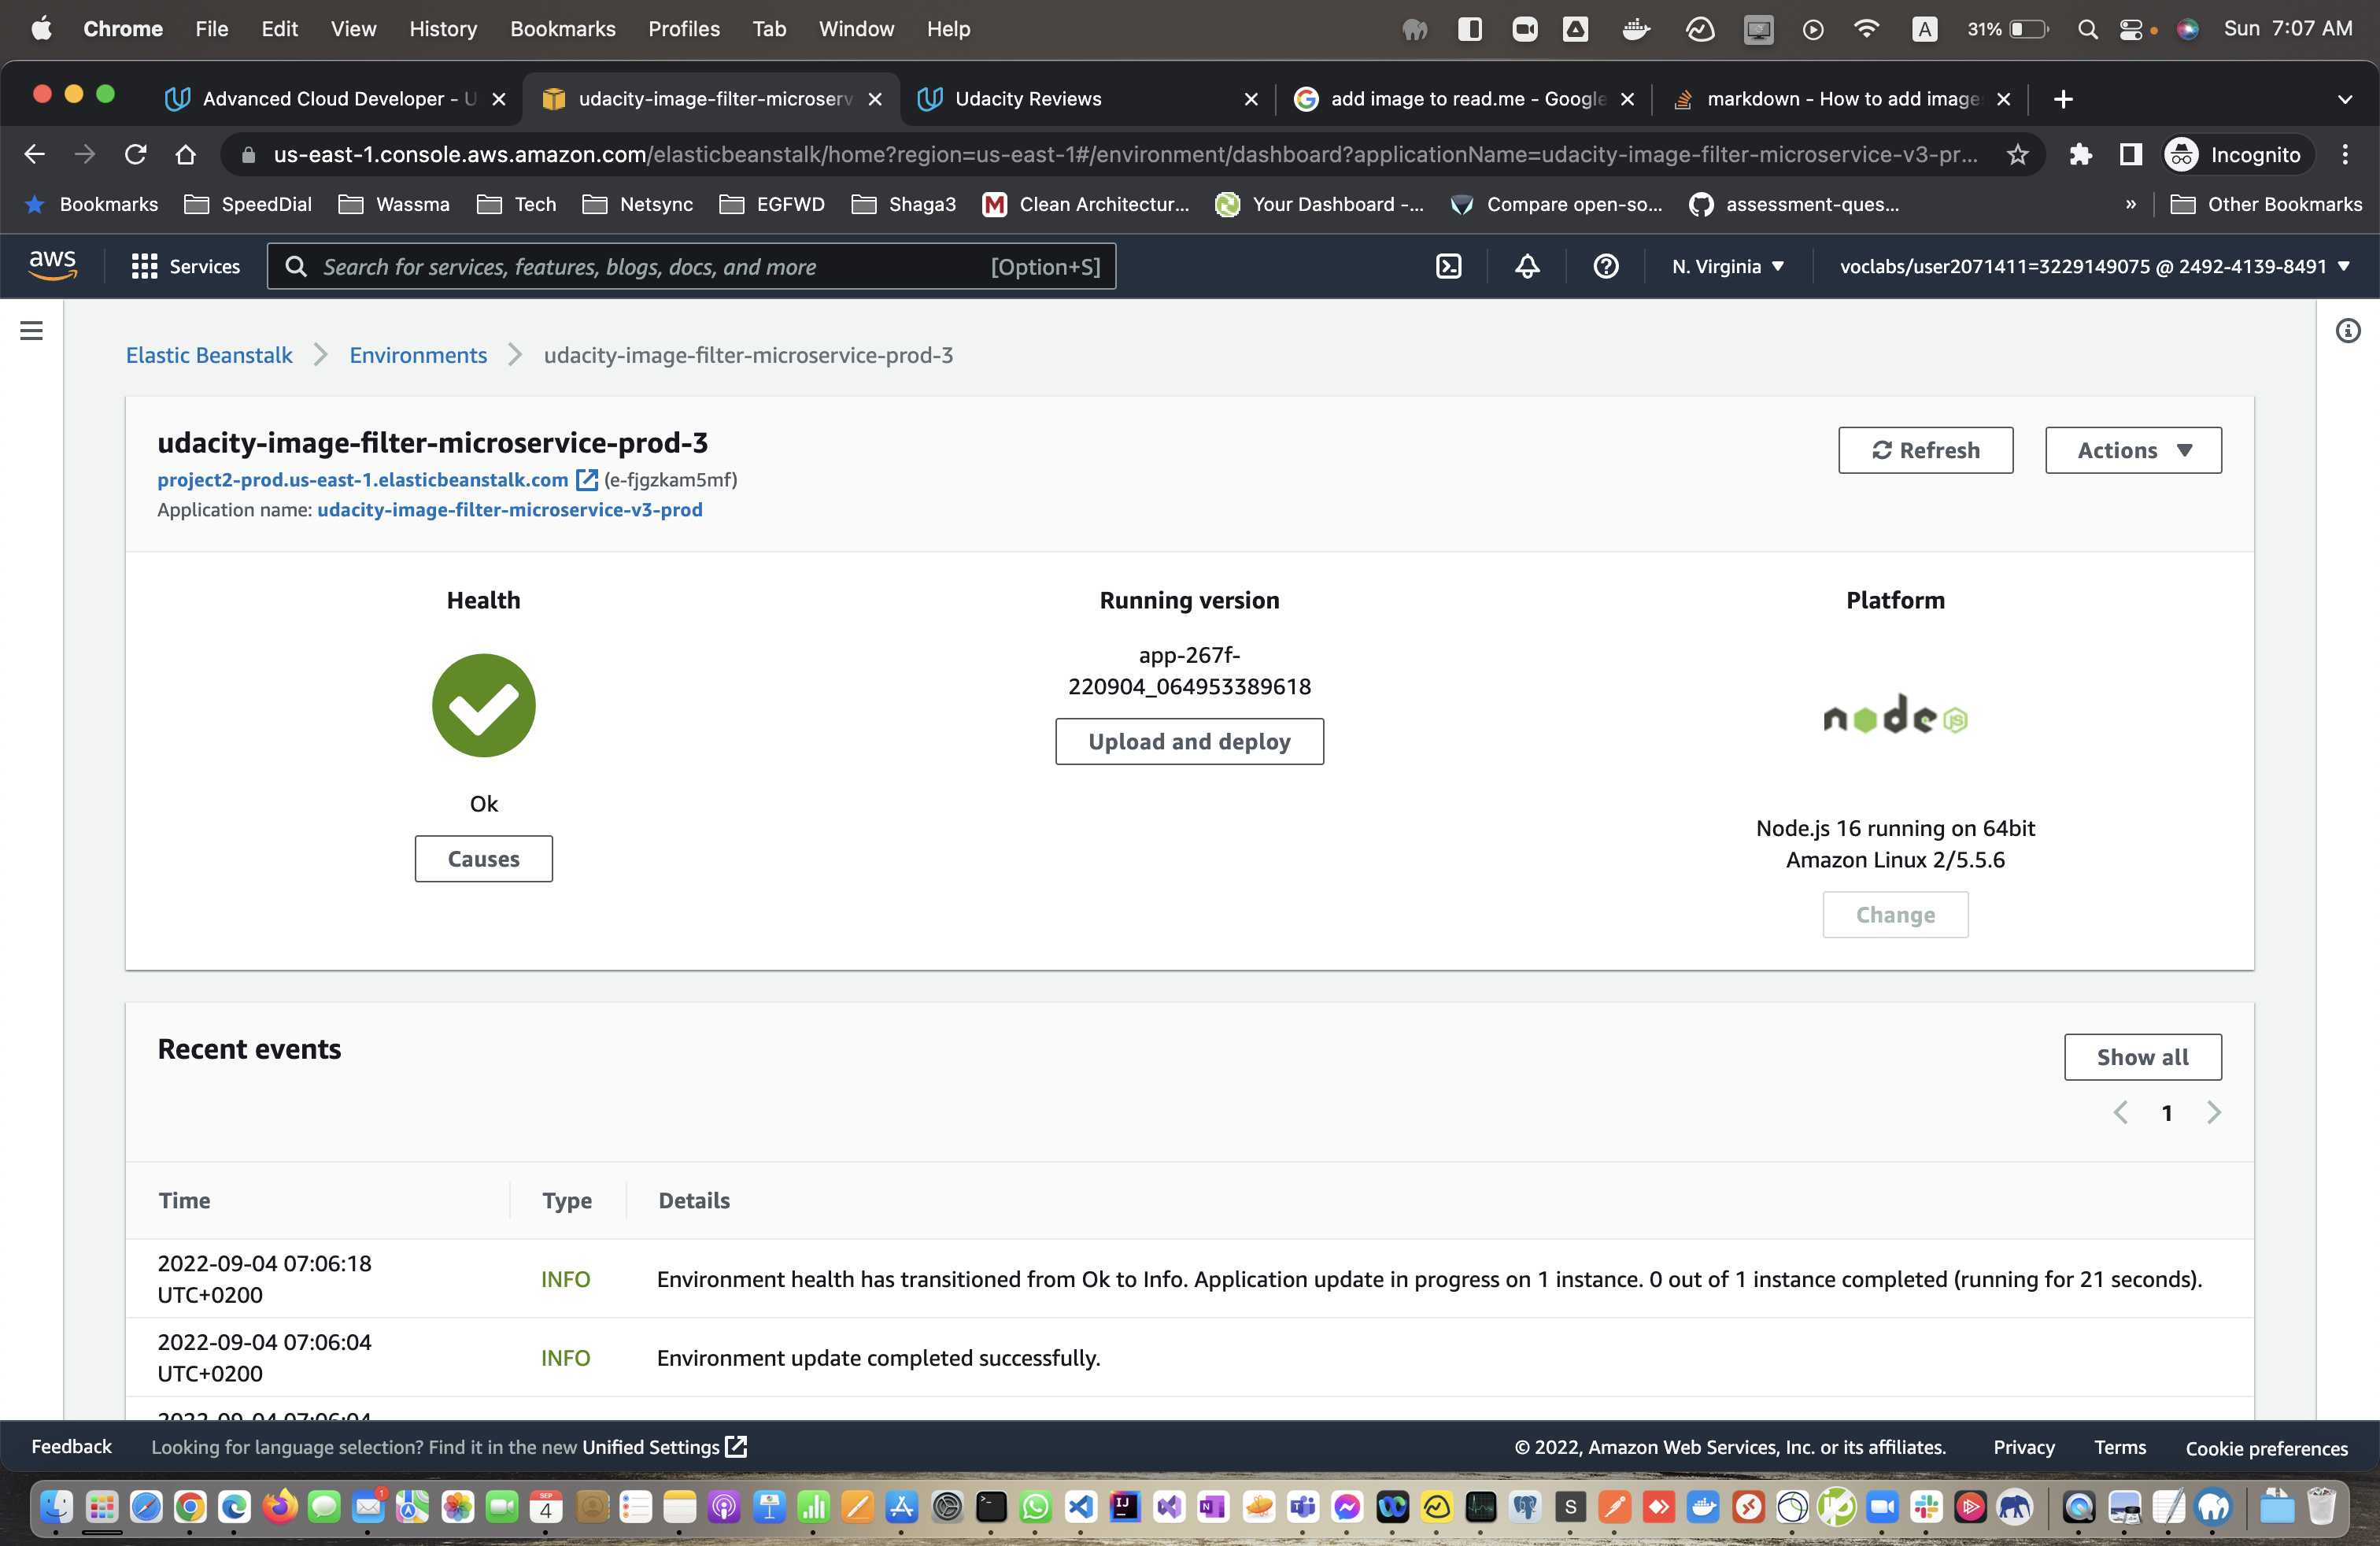 Chrome File Edit View History Bookmarks Profiles Tab Window Help A 31% Sun 7:07 AM
Advanced Cloud Developer - U udacity-image-filter-microserv Udacity Reviews add image to read.me - Google markdown - How to add image
us-east-1.console.aws.amazon.com/elasticbeanstalk/home?region=us-east-1#/environment/dashboard?applicationName=udacity-image-filter-microservice-v3-pr... Incognito
Bookmarks SpeedDial Wassma Tech Netsync EGFWD Shaga3 M Clean Architectur... Your Dashboard -... Compare open-so... assessment-ques... » Other Bookmarks
aws Services Search for services, features, blogs, docs, and more [Option+S] N. Virginia voclabs/user2071411=3229149075 @ 2492-4139-8491
Elastic Beanstalk Environments udacity-image-filter-microservice-prod-3
udacity-image-filter-microservice-prod-3
Refresh Actions
project2-prod.us-east-1.elasticbeanstalk.com (e-fjgzkam5mf)
Application name: udacity-image-filter-microservice-v3-prod
Health
Ok
Causes
Running version
app-267f-
220904_064953389618
Upload and deploy
Platform
node JS
Node.js 16 running on 64bit
Amazon Linux 2/5.5.6
Change
Recent events
Show all
1
Time Type Details
2022-09-04 07:06:18
UTC+0200
INFO
Environment health has transitioned from Ok to Info. Application update in progress on 1 instance. 0 out of 1 instance completed (running for 21 seconds).
2022-09-04 07:06:04
UTC+0200
INFO
Environment update completed successfully.
2022-09-04 07:06:04
Feedback Looking for language selection? Find it in the new Unified Settings © 2022, Amazon Web Services, Inc. or its affiliates. Privacy Terms Cookie preferences
1 SEP 4 IJ N S